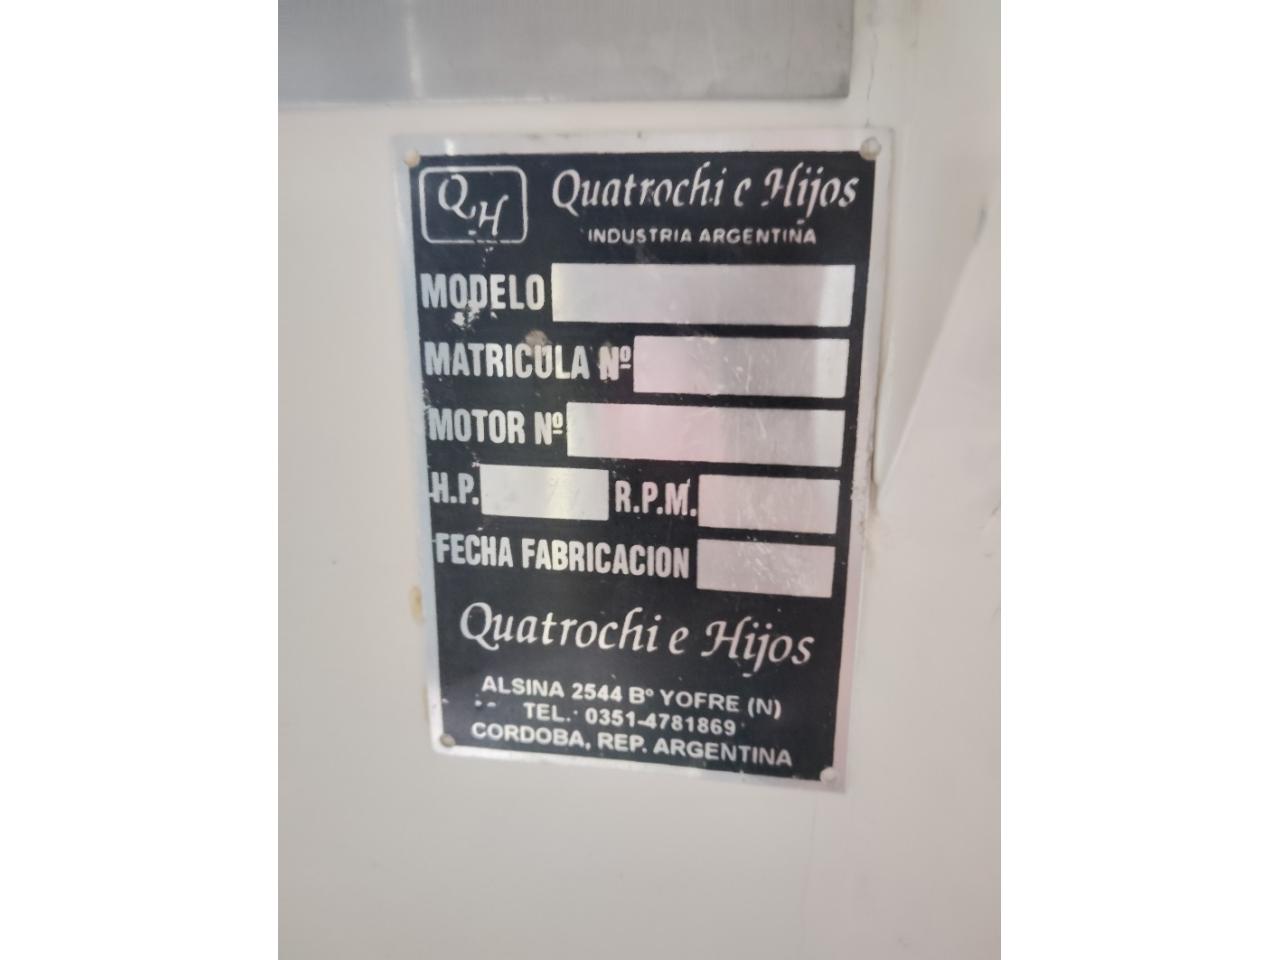 QH
Quatrochi e Hijos
INDUSTRIA ARGENTINA
MODELO
MATRICULA Nº
MOTOR Nº
H.P. R.P.M.
FECHA FABRICACION
Quatrochi e Hijos
ALSINA 2544 Bº YOFRE (N)
TEL. 0351-4781869
CORDOBA, REP. ARGENTINA